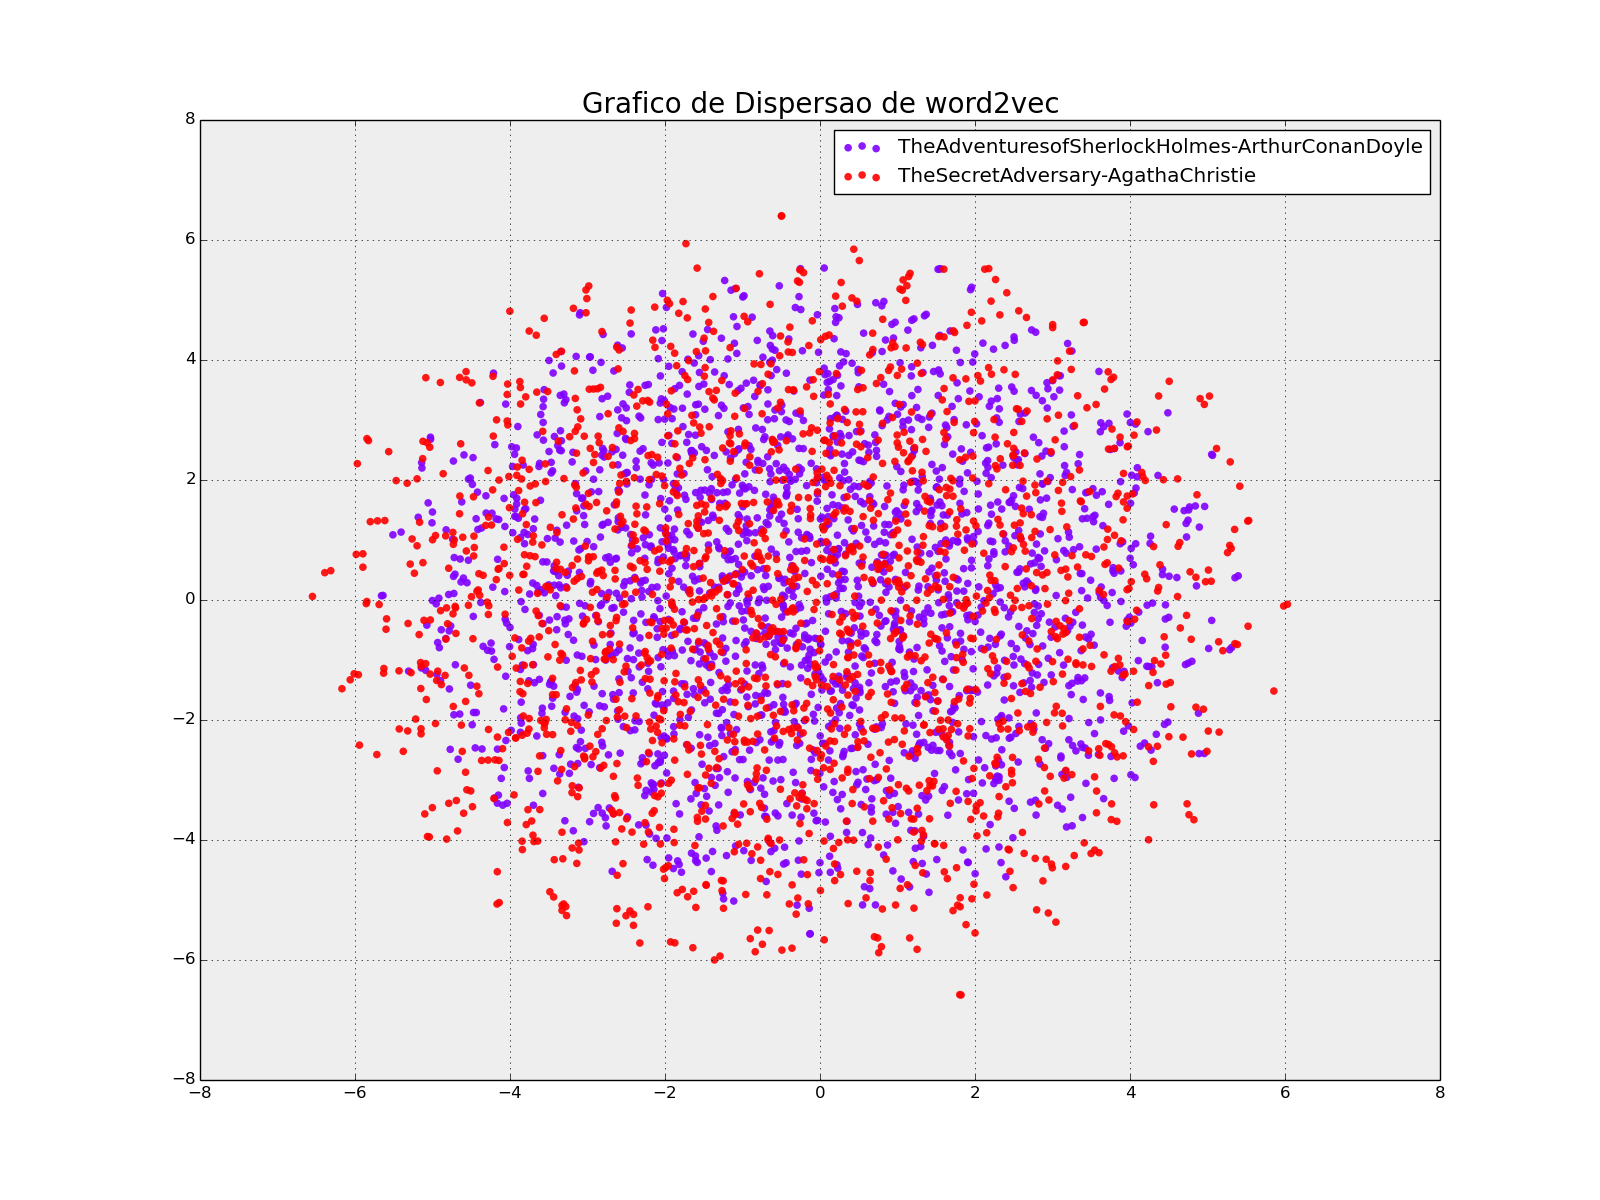 Grafico de Dispersao de word2vec
TheAdventuresofSherlockHolmes-ArthurConanDoyle
TheSecretAdversary-AgathaChristie
8
6
4
2
0
−2
−4
−6
−8
−8 −6 −4 −2 0 2 4 6 8